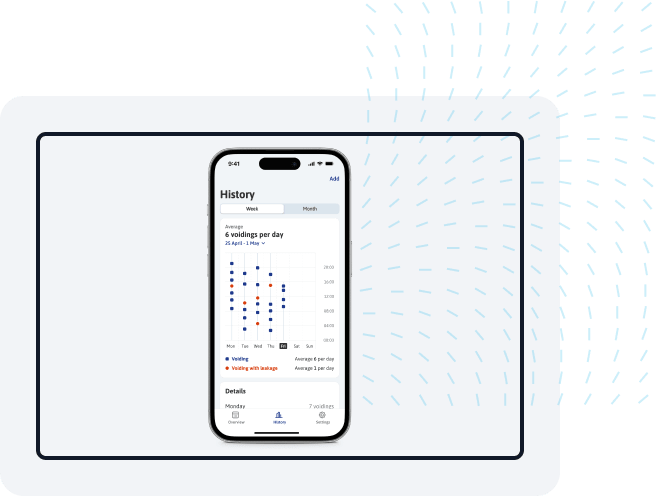 9:41
Add
History
Week Month
Average
6 voidings per day
25 April - 1 May
20:00
16:00
12:00
08:00
04:00
00:00
Mon Tue Wed Thu Fri Sat Sun
Voiding Average 6 per day
Voiding with leakage Average 1 per day
Details
Monday 7 voidings
Overview History Settings